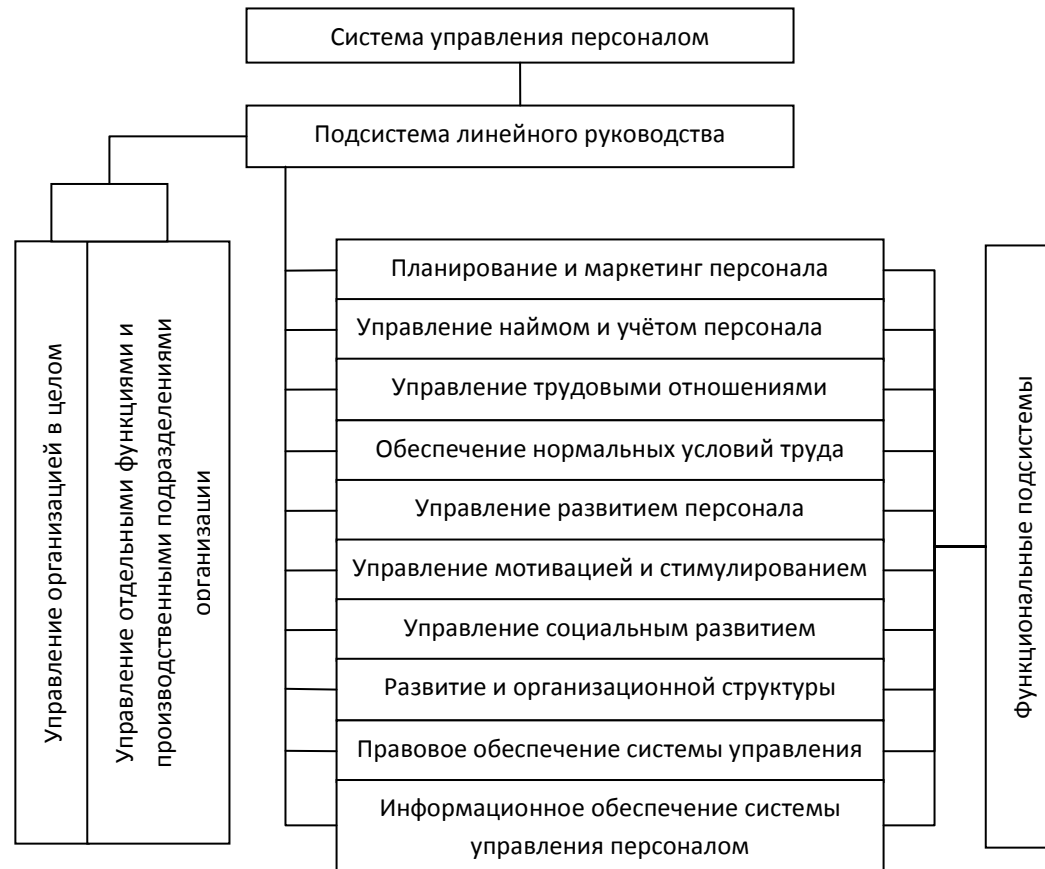 Система управления персоналом
Подсистема линейного руководства
Управление организацией в целом
Управление отдельными функциями и
производственными подразделениями
организации
Планирование и маркетинг персонала
Управление наймом и учётом персонала
Управление трудовыми отношениями
Обеспечение нормальных условий труда
Управление развитием персонала
Управление мотивацией и стимулированием
Управление социальным развитием
Развитие и организационной структуры
Правовое обеспечение системы управления
Информационное обеспечение системы
управления персоналом
Функциональные подсистемы